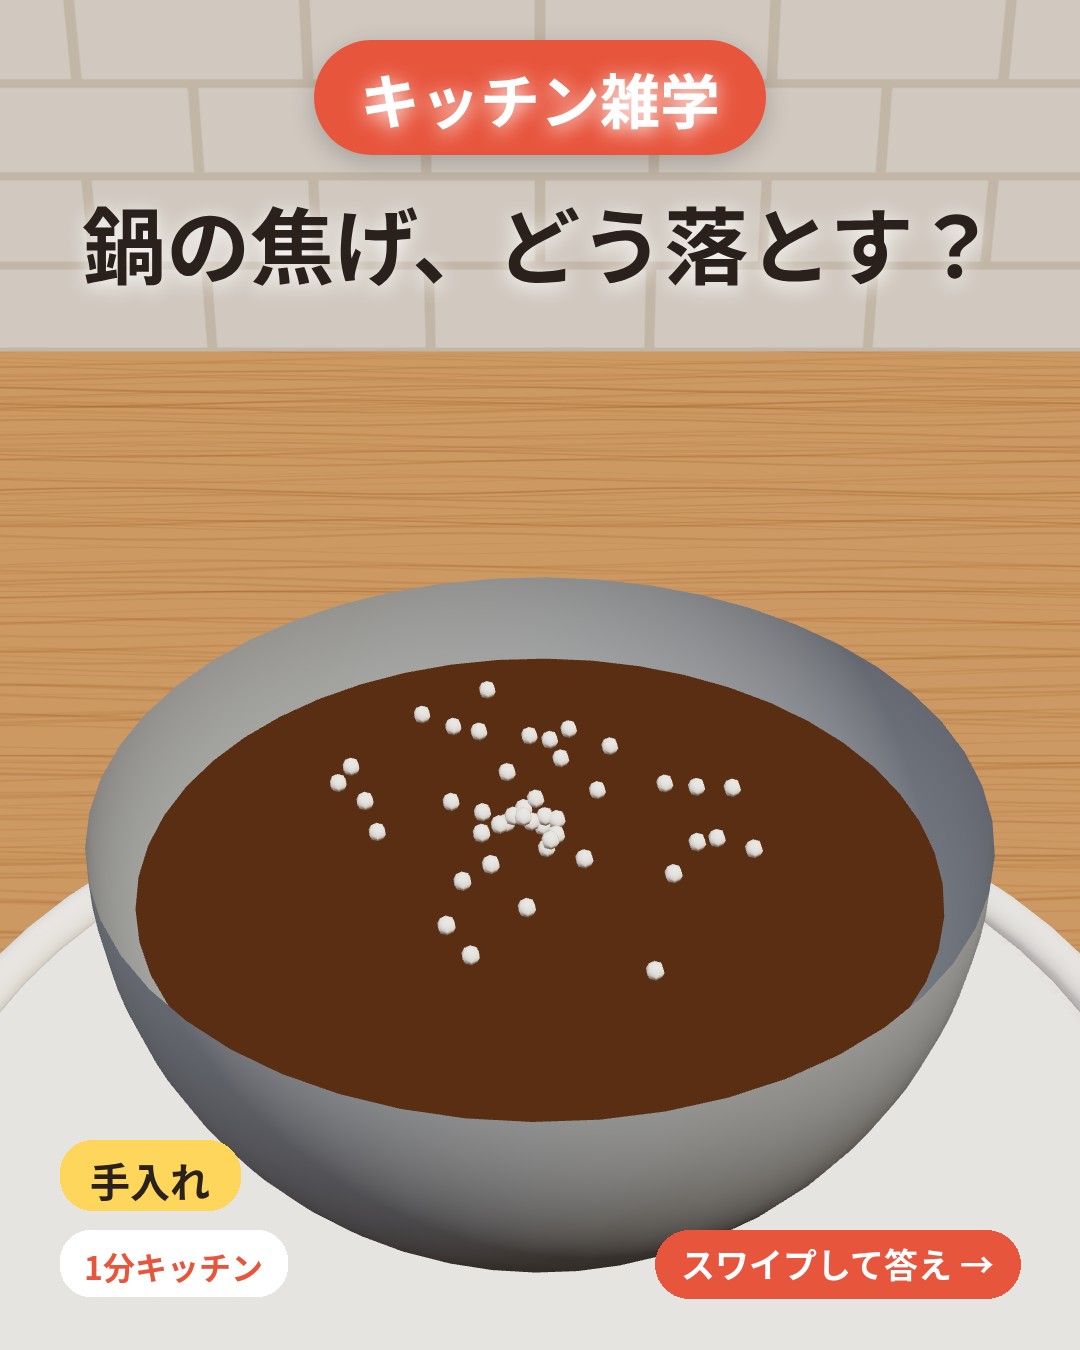 キッチン雑学
鍋の焦げ、どう落とす？
手入れ
1分キッチン
スワイプして答え→